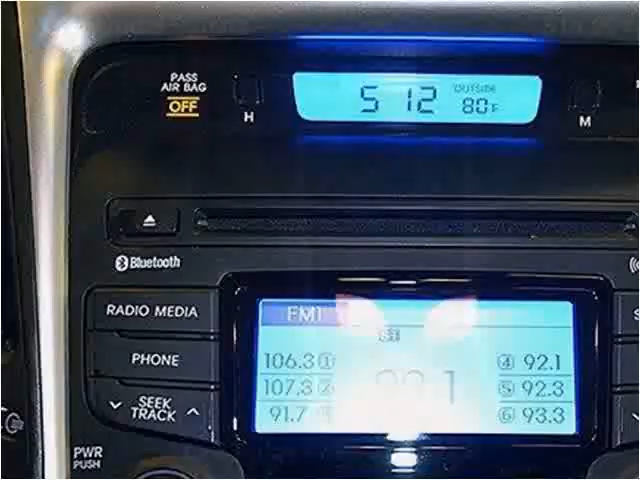 PASS
AIR BAG
OFF
H
5 12
OUTSIDE
80°F
M
Bluetooth
RADIO MEDIA
FM1
ST
PHONE
106.3 1
4 92.1
107.3 2
5 92.3
91.7
6 93.3
SEEK
TRACK
PWR
PUSH